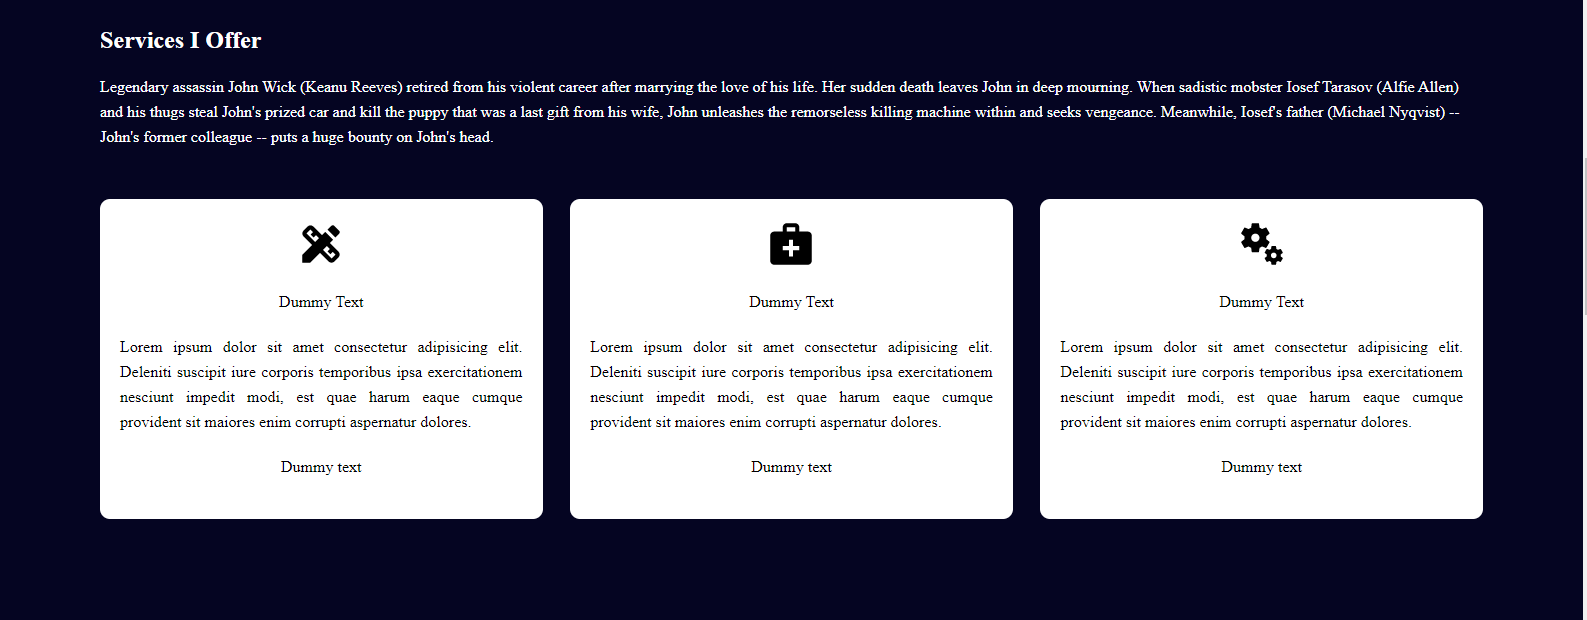 Services I Offer
Legendary assassin John Wick (Keanu Reeves) retired from his violent career after marrying the love of his life. Her sudden death leaves John in deep mourning. When sadistic mobster Iosef Tarasov (Alfie Allen)
and his thugs steal John's prized car and kill the puppy that was a last gift from his wife, John unleashes the remorseless killing machine within and seeks vengeance. Meanwhile, Iosef's father (Michael Nyqvist) --
John's former colleague -- puts a huge bounty on John's head.
Dummy Text
Lorem ipsum dolor sit amet consectetur adipisicing elit.
Deleniti suscipit iure corporis temporibus ipsa exercitationem
nesciunt impedit modi, est quae harum eaque cumque
provident sit maiores enim corrupti aspernatur dolores.
Dummy text
Dummy Text
Lorem ipsum dolor sit amet consectetur adipisicing elit.
Deleniti suscipit iure corporis temporibus ipsa exercitationem
nesciunt impedit modi, est quae harum eaque cumque
provident sit maiores enim corrupti aspernatur dolores.
Dummy text
Dummy Text
Lorem ipsum dolor sit amet consectetur adipisicing elit.
Deleniti suscipit iure corporis temporibus ipsa exercitationem
nesciunt impedit modi, est quae harum eaque cumque
provident sit maiores enim corrupti aspernatur dolores.
Dummy text